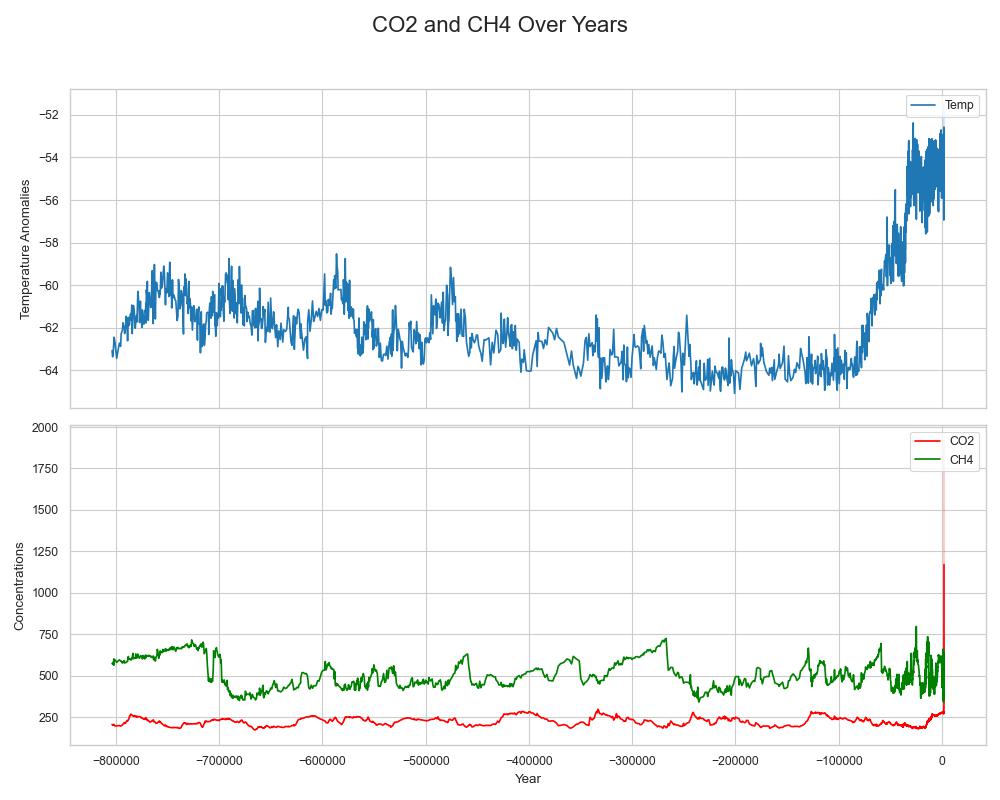 CO2 and CH4 Over Years
Temp
−52
−54
−56
−58
−60
−62
−64
Temperature Anomalies
CO2
CH4
2000
1750
1500
1250
1000
750
500
250
Concentrations
−800000 −700000 −600000 −500000 −400000 −300000 −200000 −100000 0
Year